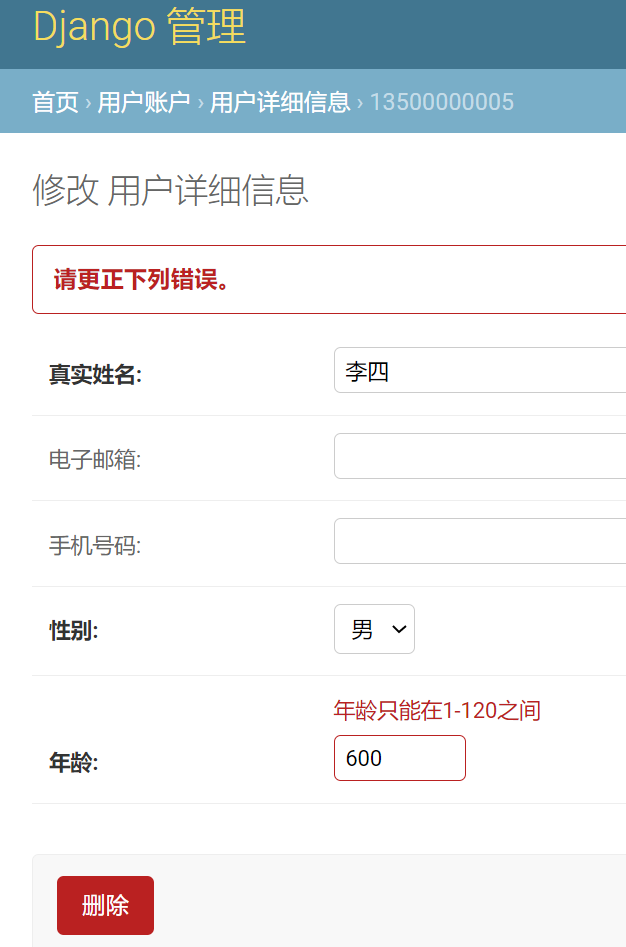 Django 管理
首页 › 用户账户 › 用户详细信息 › 13500000005
修改 用户详细信息
请更正下列错误。
真实姓名:
李四
电子邮箱:
手机号码:
性别:
男
年龄只能在1-120之间
年龄:
600
删除